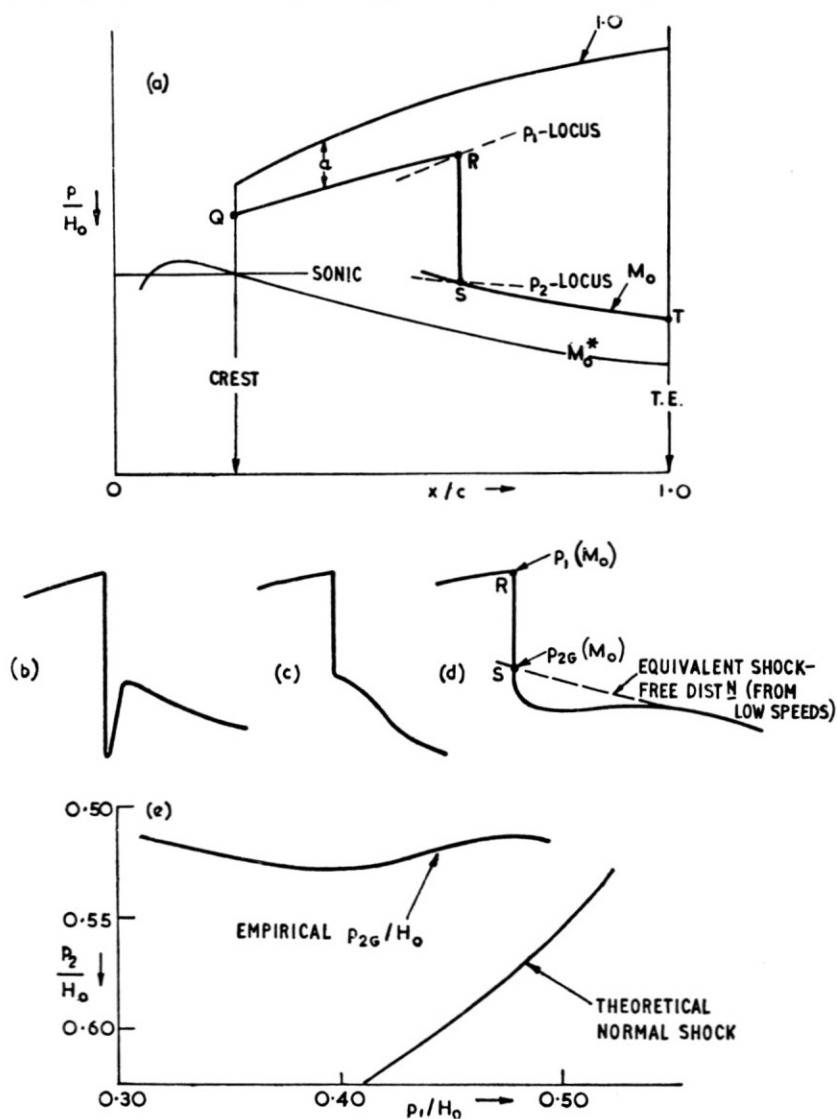 (a)
1·0
p₁-LOCUS
a
R
P/H₀ ↓
Q
SONIC
p₂-LOCUS
S
M₀
T
M₀*
CREST
T.E.
0
x/c →
1·0
(b)
(c)
(d)
p₁ (M₀)
R
p₂G (M₀)
S
EQUIVALENT SHOCK-
FREE DISTN (FROM
LOW SPEEDS)
(e)
0·50
0·55
0·60
p₂/H₀ ↓
EMPIRICAL p₂G/H₀
THEORETICAL
NORMAL SHOCK
0·30
0·40
0·50
p₁/H₀ →